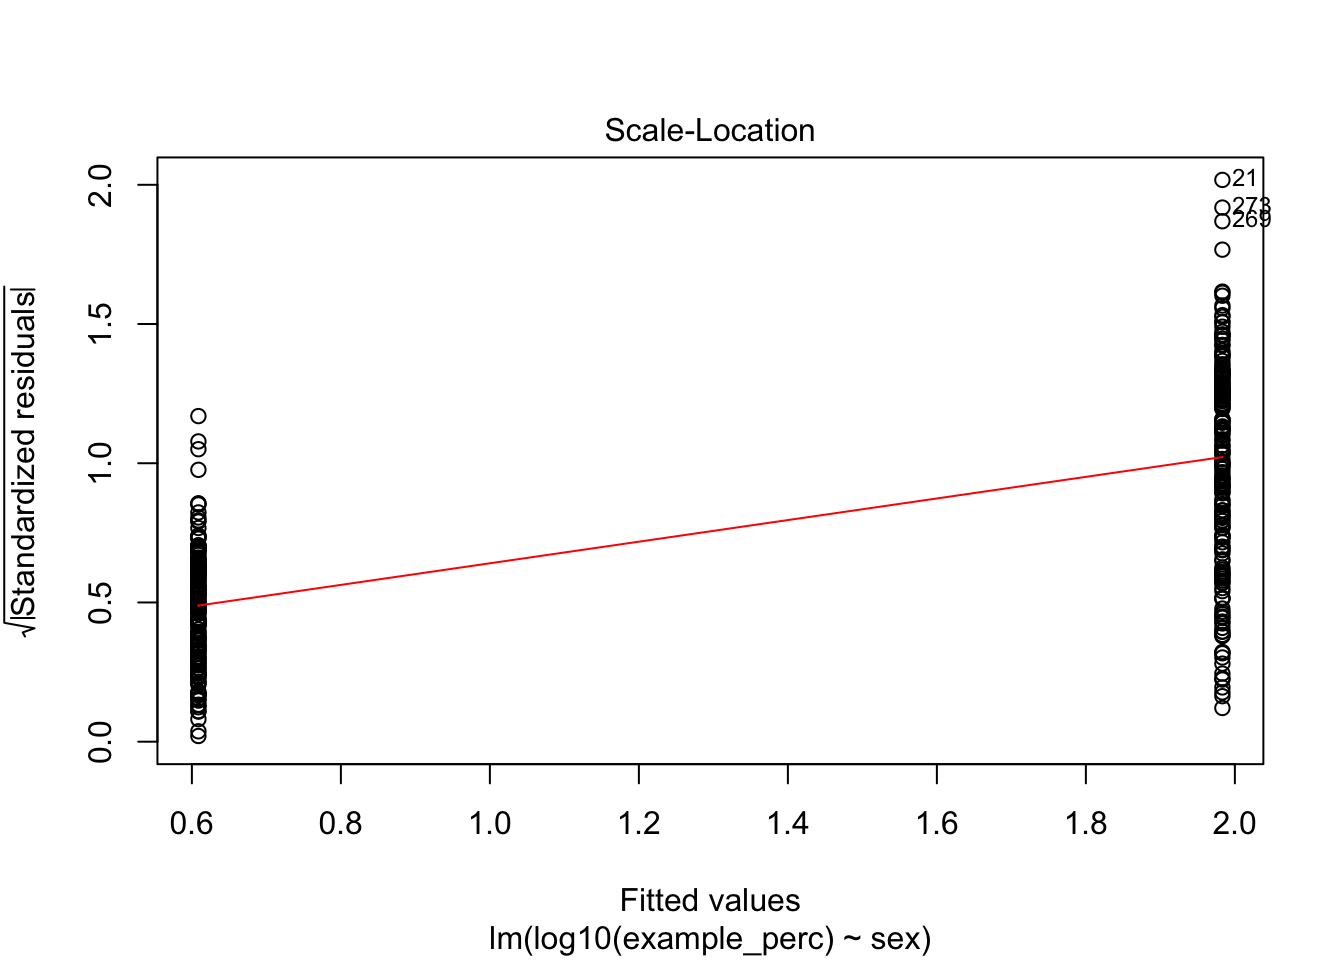 Scale-Location
√|Standardized residuals|
2.0
1.5
1.0
0.5
0.0
21
273
269
0.6 0.8 1.0 1.2 1.4 1.6 1.8 2.0
Fitted values
lm(log10(example_perc) ~ sex)